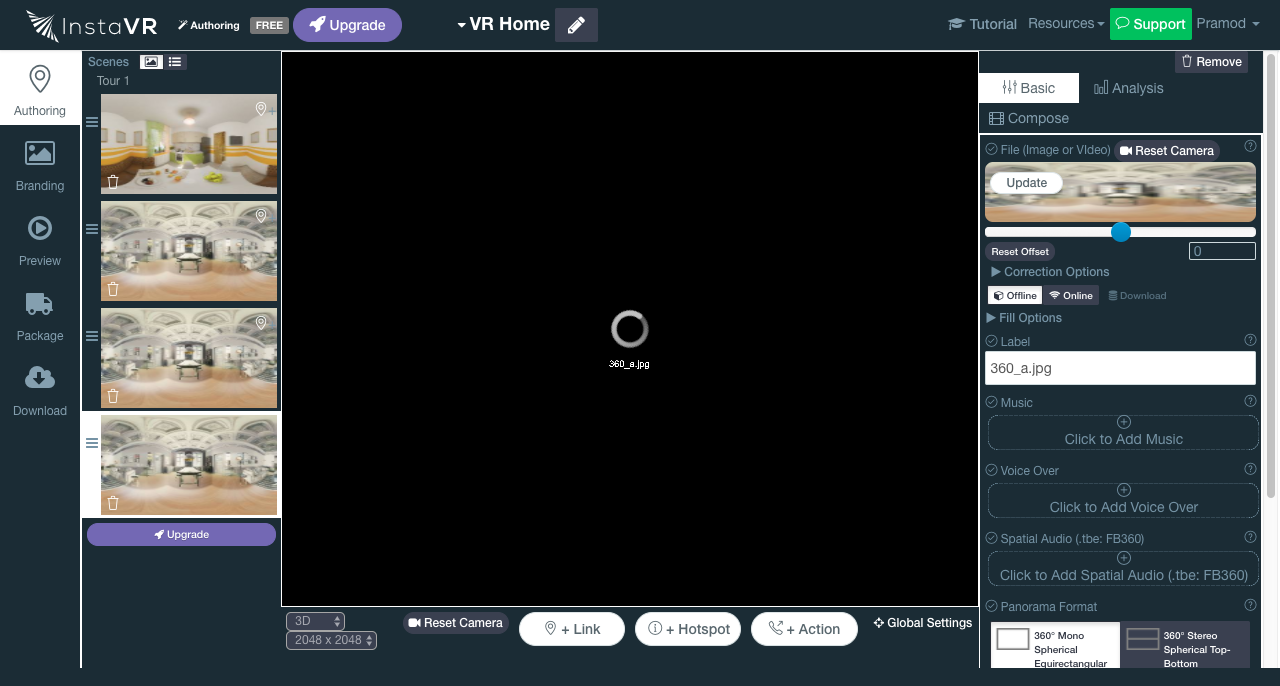 InstaVR
Authoring
FREE
Upgrade
VR Home
Tutorial
Resources
Support
Pramod
Authoring
Branding
Preview
Package
Download
Scenes
Tour 1
Upgrade
360_a.jpg
3D
2048 x 2048
Reset Camera
+ Link
+ Hotspot
+ Action
Global Settings
Remove
Basic
Analysis
Compose
File (Image or VIdeo)
Reset Camera
Update
Reset Offset
0
Correction Options
Offline
Online
Download
Fill Options
Label
360_a.jpg
Music
Click to Add Music
Voice Over
Click to Add Voice Over
Spatial Audio (.tbe: FB360)
Click to Add Spatial Audio (.tbe: FB360)
Panorama Format
360° Mono
Spherical
Equirectangular
360° Stereo
Spherical Top-
Bottom